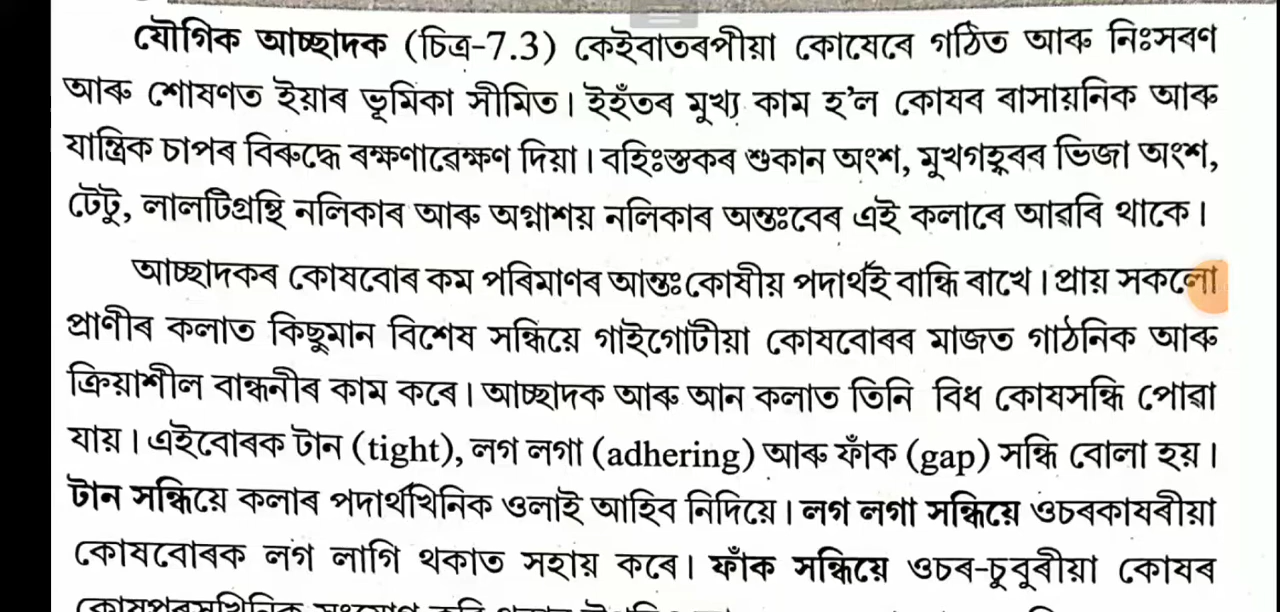 যৌগিক আচ্ছাদক (চিত্ৰ-7.3) কেইবাতৰপীয়া কোষেৰে গঠিত আৰু নিঃসৰণ
আৰু শোষণত ইয়াৰ ভূমিকা সীমিত। ইহঁতৰ মুখ্য কাম হ'ল কোষৰ ৰাসায়নিক আৰু
যান্ত্ৰিক চাপৰ বিৰুদ্ধে ৰক্ষণাৱেক্ষণ দিয়া। বহিঃস্তকৰ শুকান অংশ, মুখগহ্বৰৰ ভিজা অংশ,
টেটু, লালটিগ্ৰন্থি নলিকাৰ আৰু অগ্নাশয় নলিকাৰ অন্তঃবেৰ এই কলাৰে আৱৰি থাকে।
আচ্ছাদকৰ কোষবোৰ কম পৰিমাণৰ আন্তঃকোষীয় পদাৰ্থই বান্ধি ৰাখে। প্ৰায় সকলো
প্ৰাণীৰ কলাত কিছুমান বিশেষ সন্ধিয়ে গাইগোটীয়া কোষবোৰৰ মাজত গাঠনিক আৰু
ক্ৰিয়াশীল বান্ধনীৰ কাম কৰে। আচ্ছাদক আৰু আন কলাত তিনি বিধ কোষসন্ধি পোৱা
যায়। এইবোৰক টান (tight), লগ লগা (adhering) আৰু ফাঁক (gap) সন্ধি বোলা হয়।
টান সন্ধিয়ে কলাৰ পদাৰ্থখিনিক ওলাই আহিব নিদিয়ে। লগ লগা সন্ধিয়ে ওচৰকাষৰীয়া
কোষবোৰক লগ লাগি থকাত সহায় কৰে। ফাঁক সন্ধিয়ে ওচৰ-চুবুৰীয়া কোষৰ